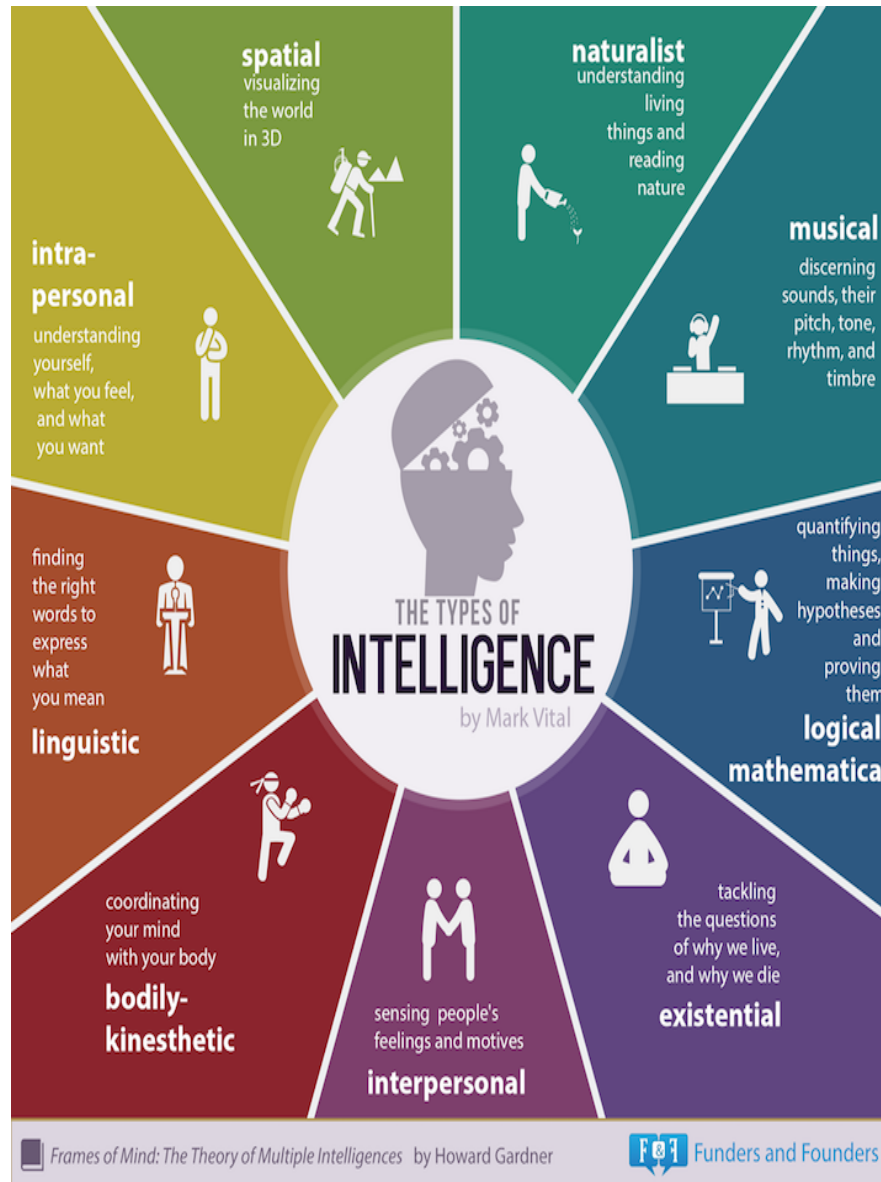 spatial
visualizing
the world
in 3D
naturalist
understanding
living
things and
reading
nature
musical
discerning
sounds, their
pitch, tone,
rhythm, and
timbre
quantifying
things,
making
hypotheses
and
proving
them
logical
mathematica
tackling
the questions
of why we live,
and why we die
existential
sensing people's
feelings and motives
interpersonal
coordinating
your mind
with your body
bodily-
kinesthetic
finding
the right
words to
express
what
you mean
linguistic
intra-
personal
understanding
yourself,
what you feel,
and what
you want
THE TYPES OF
INTELLIGENCE
by Mark Vital
Frames of Mind: The Theory of Multiple Intelligences by Howard Gardner
F&F Funders and Founders